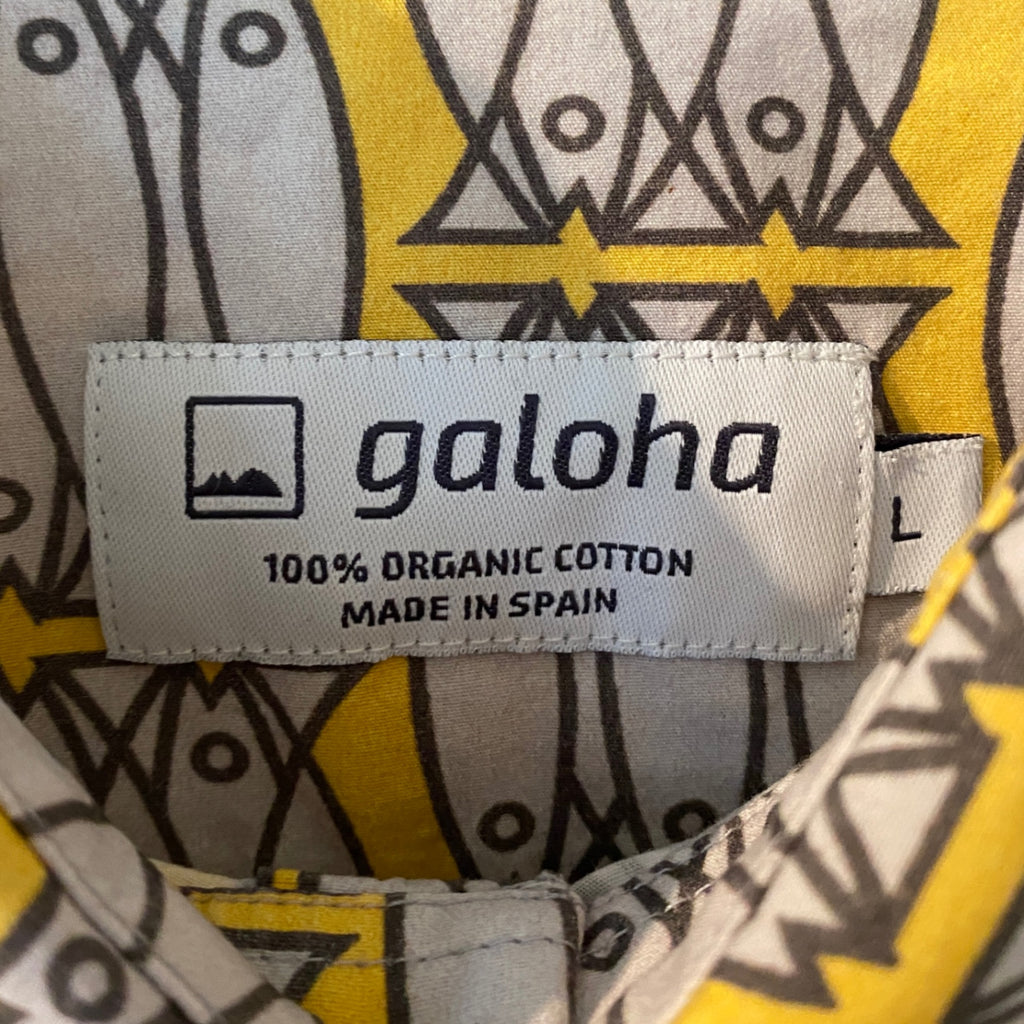 galoha
L
100% ORGANIC COTTON
MADE IN SPAIN